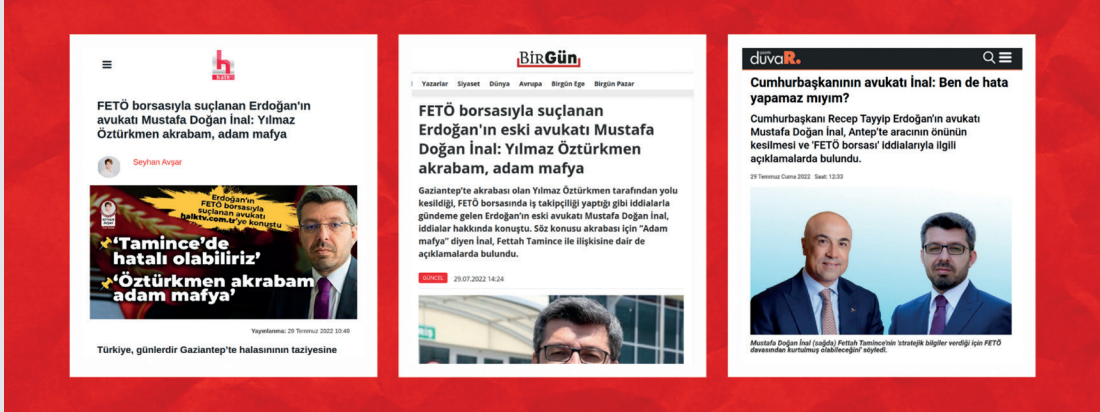 h
halktv
FETÖ borsasıyla suçlanan Erdoğan'ın
avukatı Mustafa Doğan İnal: Yılmaz
Öztürkmen akrabam, adam mafya
Seyhan Avşar
Erdoğan'ın
FETÖ borsasıyla
suçlanan avukatı
halktv.com.tr'ye konuştu
'Tamince'de
hatalı olabiliriz'
'Öztürkmen akrabam
adam mafya'
Yayınlanma: 29 Temmuz 2022 10:49
Türkiye, günlerdir Gaziantep'te halasının taziyesine
BirGün
Yazarlar Siyaset Dünya Avrupa Birgün Ege Birgün Pazar
FETÖ borsasıyla suçlanan
Erdoğan'ın eski avukatı Mustafa
Doğan İnal: Yılmaz Öztürkmen
akrabam, adam mafya
Gaziantep'te akrabası olan Yılmaz Öztürkmen tarafından yolu
kesildiği, FETÖ borsasında iş takipçiliği yaptığı gibi iddialarla
gündeme gelen Erdoğan'ın eski avukatı Mustafa Doğan İnal,
iddialar hakkında konuştu. Söz konusu akrabası için "Adam
mafya" diyen İnal, Fettah Tamince ile ilişkisine dair de
açıklamalarda bulundu.
GÜNCEL 29.07.2022 14:24
gazete
duvaR.
Cumhurbaşkanının avukatı İnal: Ben de hata
yapamaz mıyım?
Cumhurbaşkanı Recep Tayyip Erdoğan'ın avukatı
Mustafa Doğan İnal, Antep'te aracının önünün
kesilmesi ve 'FETÖ borsası' iddialarıyla ilgili
açıklamalarda bulundu.
29 Temmuz Cuma 2022 Saat: 12:33
Mustafa Doğan İnal (sağda) Fettah Tamince'nin 'stratejik bilgiler verdiği için FETÖ
davasından kurtulmuş olabileceğini' söyledi.